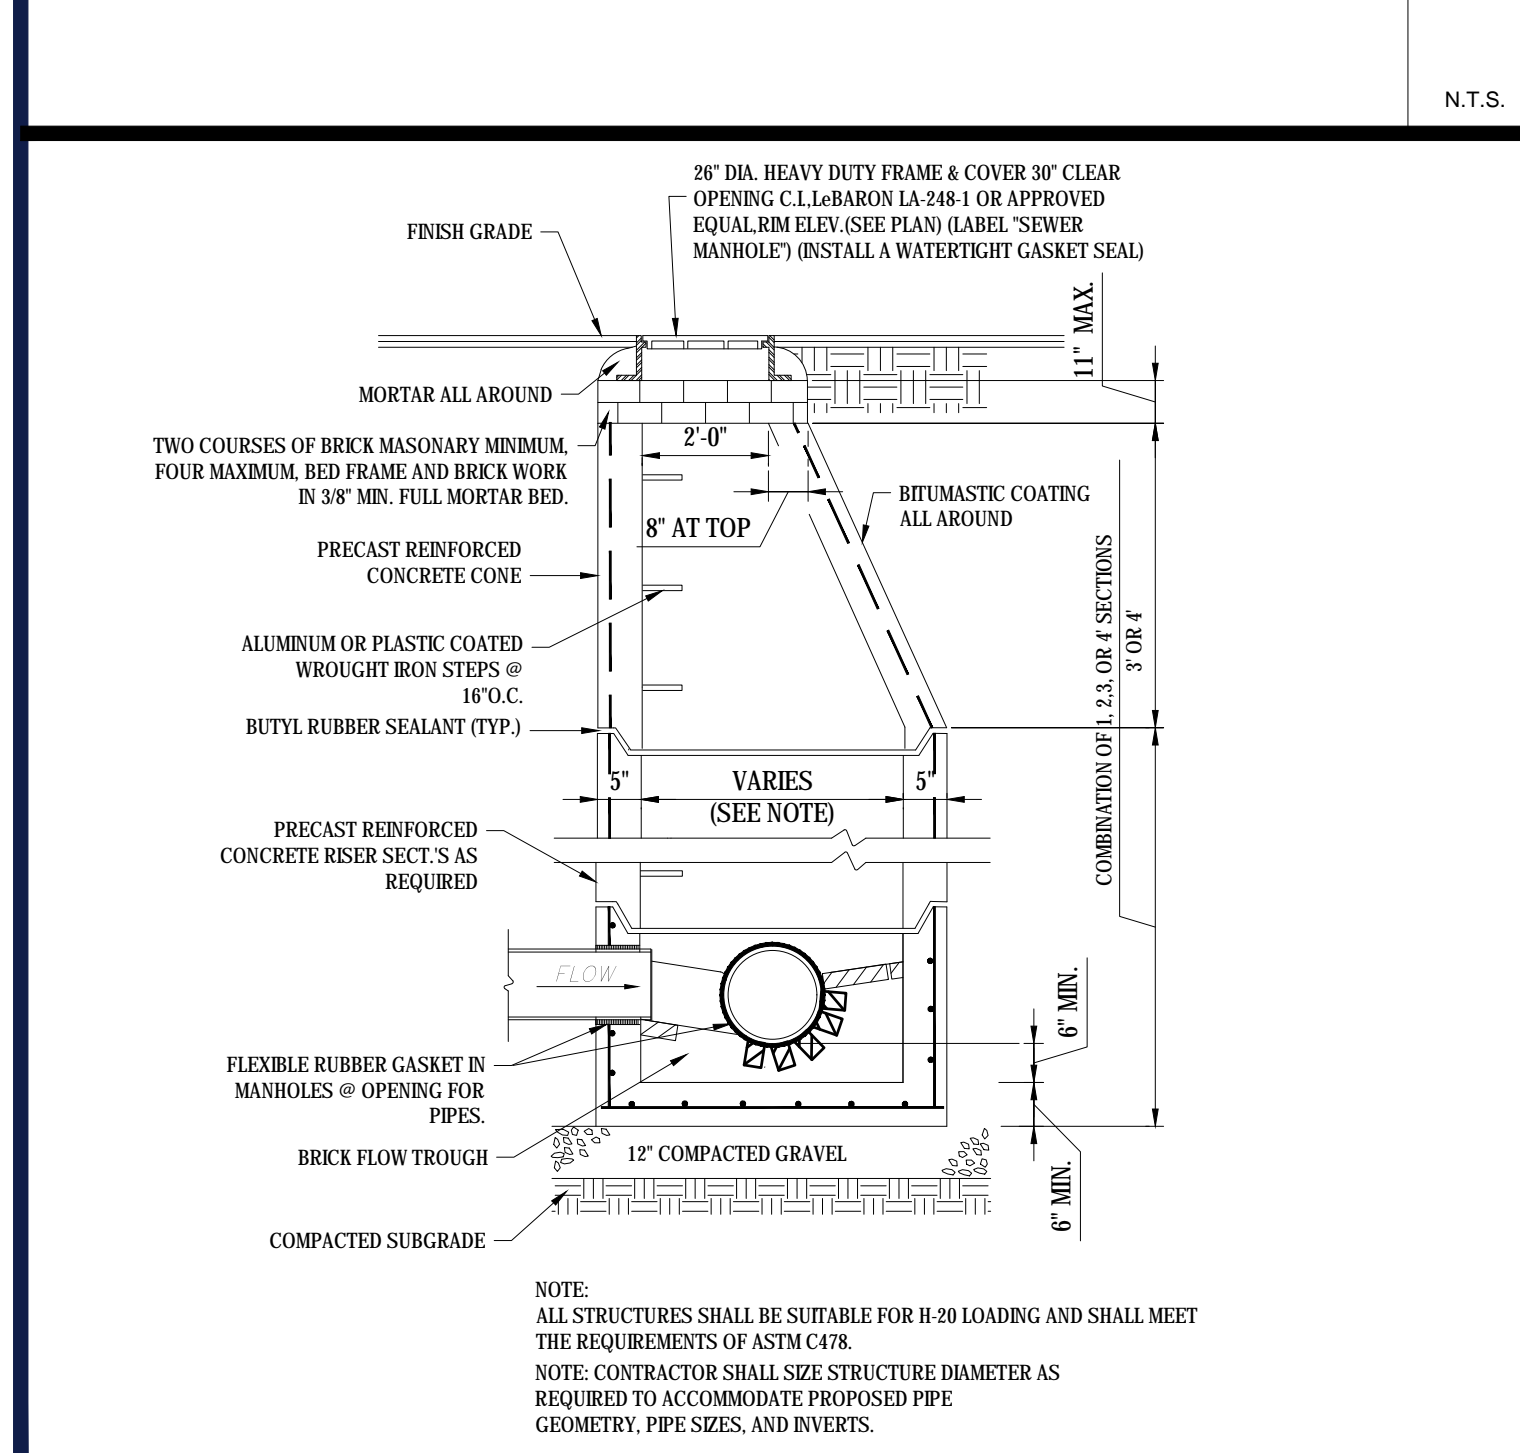 N.T.S.
26" DIA. HEAVY DUTY FRAME & COVER 30" CLEAR
OPENING C.I.,LeBARON LA-248-1 OR APPROVED
EQUAL,RIM ELEV.(SEE PLAN) (LABEL "SEWER
MANHOLE") (INSTALL A WATERTIGHT GASKET SEAL)
FINISH GRADE
11" MAX.
MORTAR ALL AROUND
TWO COURSES OF BRICK MASONARY MINIMUM,
FOUR MAXIMUM, BED FRAME AND BRICK WORK
IN 3/8" MIN. FULL MORTAR BED.
2'-0"
8" AT TOP
BITUMASTIC COATING
ALL AROUND
PRECAST REINFORCED
CONCRETE CONE
COMBINATION OF 1, 2,3, OR 4' SECTIONS
3' OR 4'
ALUMINUM OR PLASTIC COATED
WROUGHT IRON STEPS @
16"O.C.
BUTYL RUBBER SEALANT (TYP.)
5"
VARIES
(SEE NOTE)
5"
PRECAST REINFORCED
CONCRETE RISER SECT.'S AS
REQUIRED
FLOW
6" MIN.
FLEXIBLE RUBBER GASKET IN
MANHOLES @ OPENING FOR
PIPES.
BRICK FLOW TROUGH
12" COMPACTED GRAVEL
6" MIN.
COMPACTED SUBGRADE
NOTE:
ALL STRUCTURES SHALL BE SUITABLE FOR H-20 LOADING AND SHALL MEET
THE REQUIREMENTS OF ASTM C478.
NOTE: CONTRACTOR SHALL SIZE STRUCTURE DIAMETER AS
REQUIRED TO ACCOMMODATE PROPOSED PIPE
GEOMETRY, PIPE SIZES, AND INVERTS.